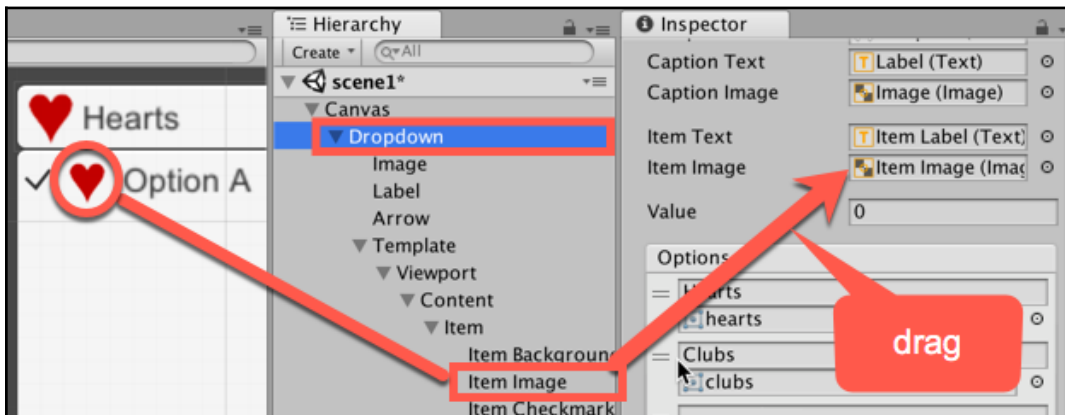 Hearts
Option A
Hierarchy
Create
All
scene1*
Canvas
Dropdown
Image
Label
Arrow
Template
Viewport
Content
Item
Item Background
Item Image
Item Checkmark
Inspector
Caption Text
Label (Text)
Caption Image
Image (Image)
Item Text
Item Label (Text)
Item Image
Item Image (Imag
Value
0
Options
Hearts
hearts
Clubs
clubs
drag